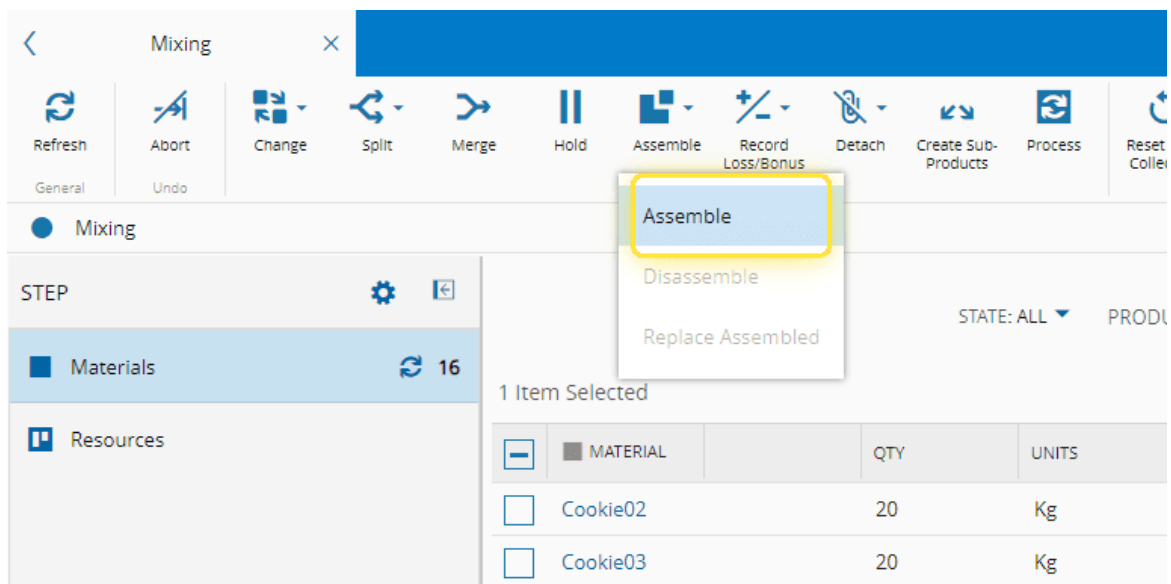 Mixing
Refresh Abort Change Split Merge Hold Assemble Record Loss/Bonus Detach Create Sub-Products Process Reset
General Undo
Mixing
Assemble
Disassemble
Replace Assembled
STEP
Materials 16
Resources
STATE: ALL
1 Item Selected
MATERIAL QTY UNITS
Cookie02 20 Kg
Cookie03 20 Kg